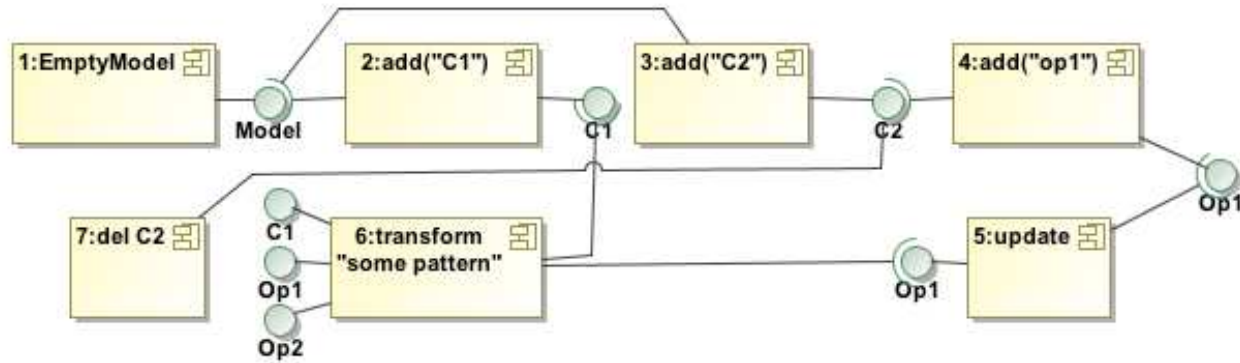 1:EmptyModel
2:add("C1")
3:add("C2")
4:add("op1")
Model
C1
C2
Op1
7:del C2
C1
Op1
Op2
6:transform
"some pattern"
Op1
5:update